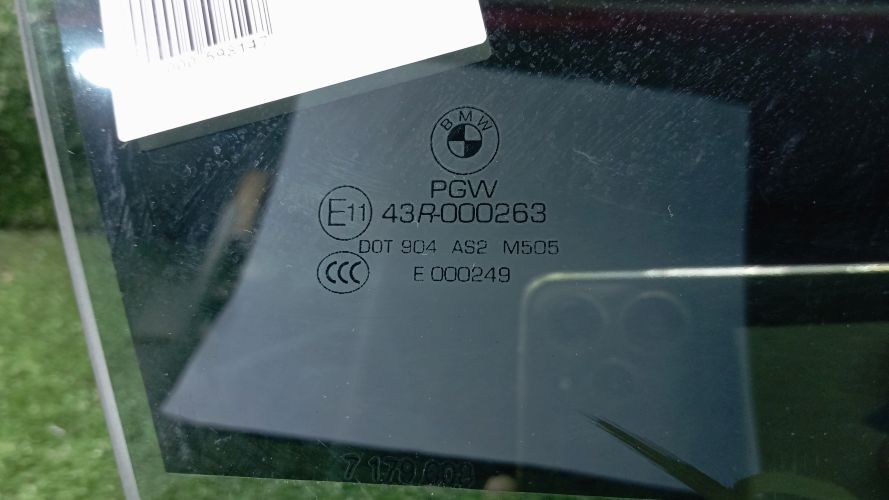 BMW
PGW
E11 43R-000263
DOT 904 AS2 M505
CCC E 000249